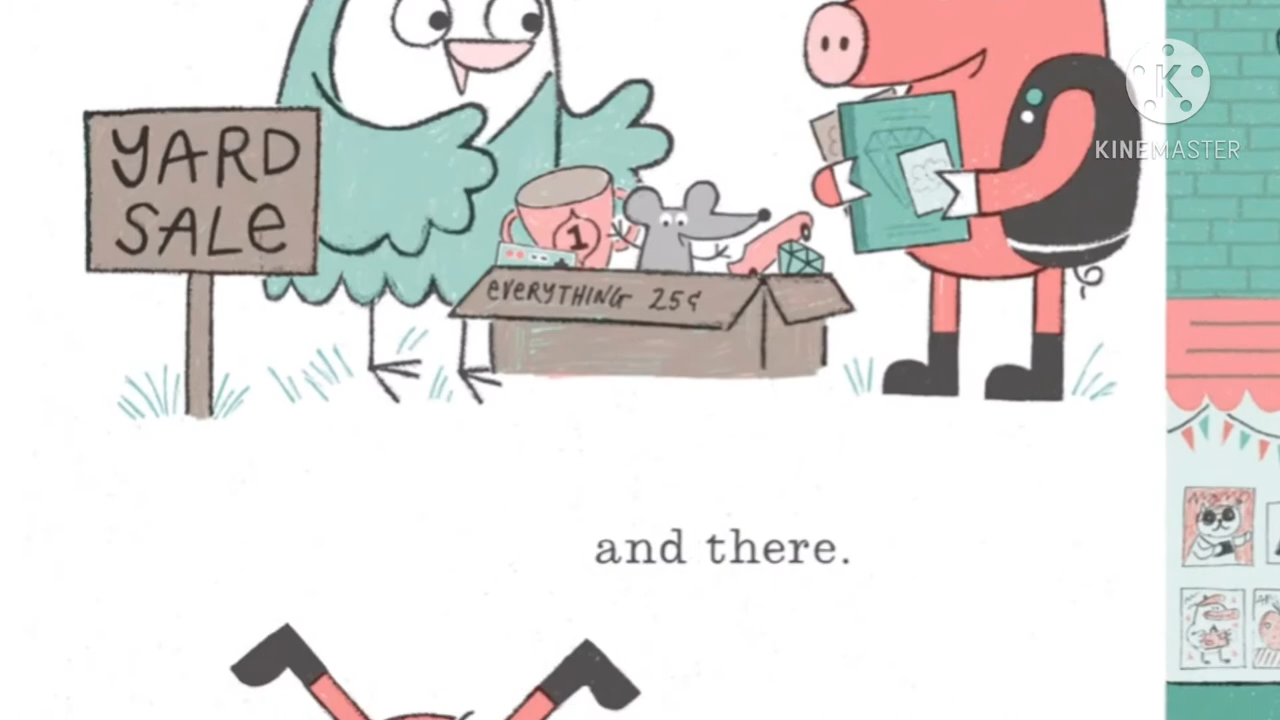 YARD
SALe
1
eVeRYTHING 25¢
and there.
K
KINEMASTER